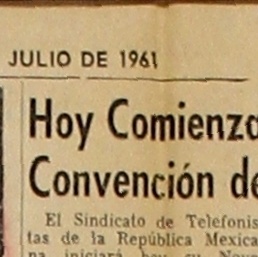 JULIO DE 1961
Hoy Comienza
Convención de
El Sindicato de Telefonis
tas de la República Mexica
na iniciará hoy su Nove